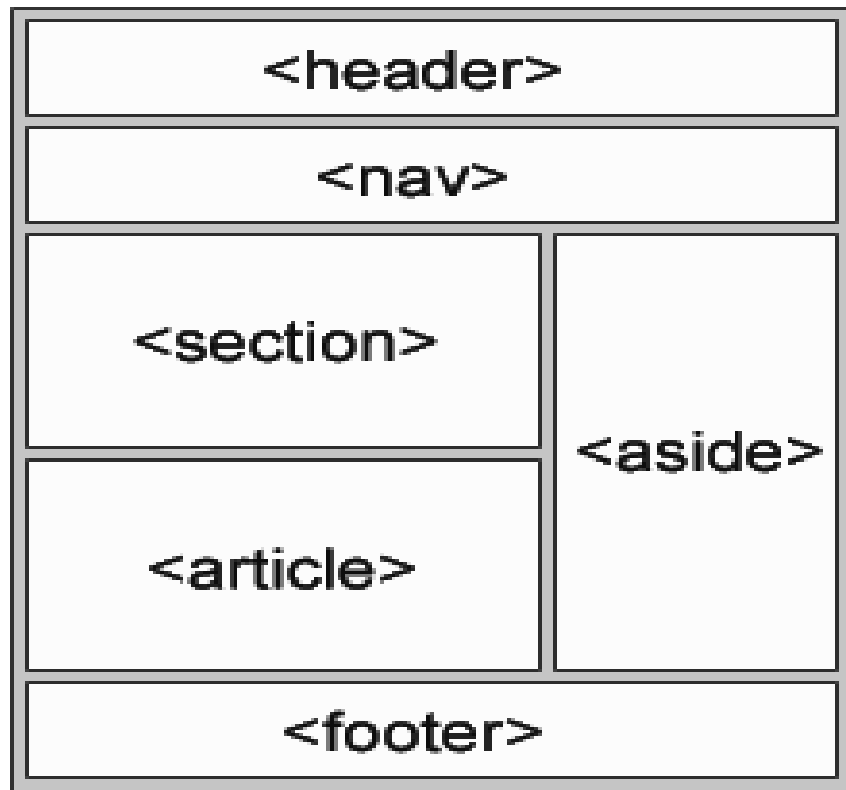 <header>
<nav>
<section>
<aside>
<article>
<footer>